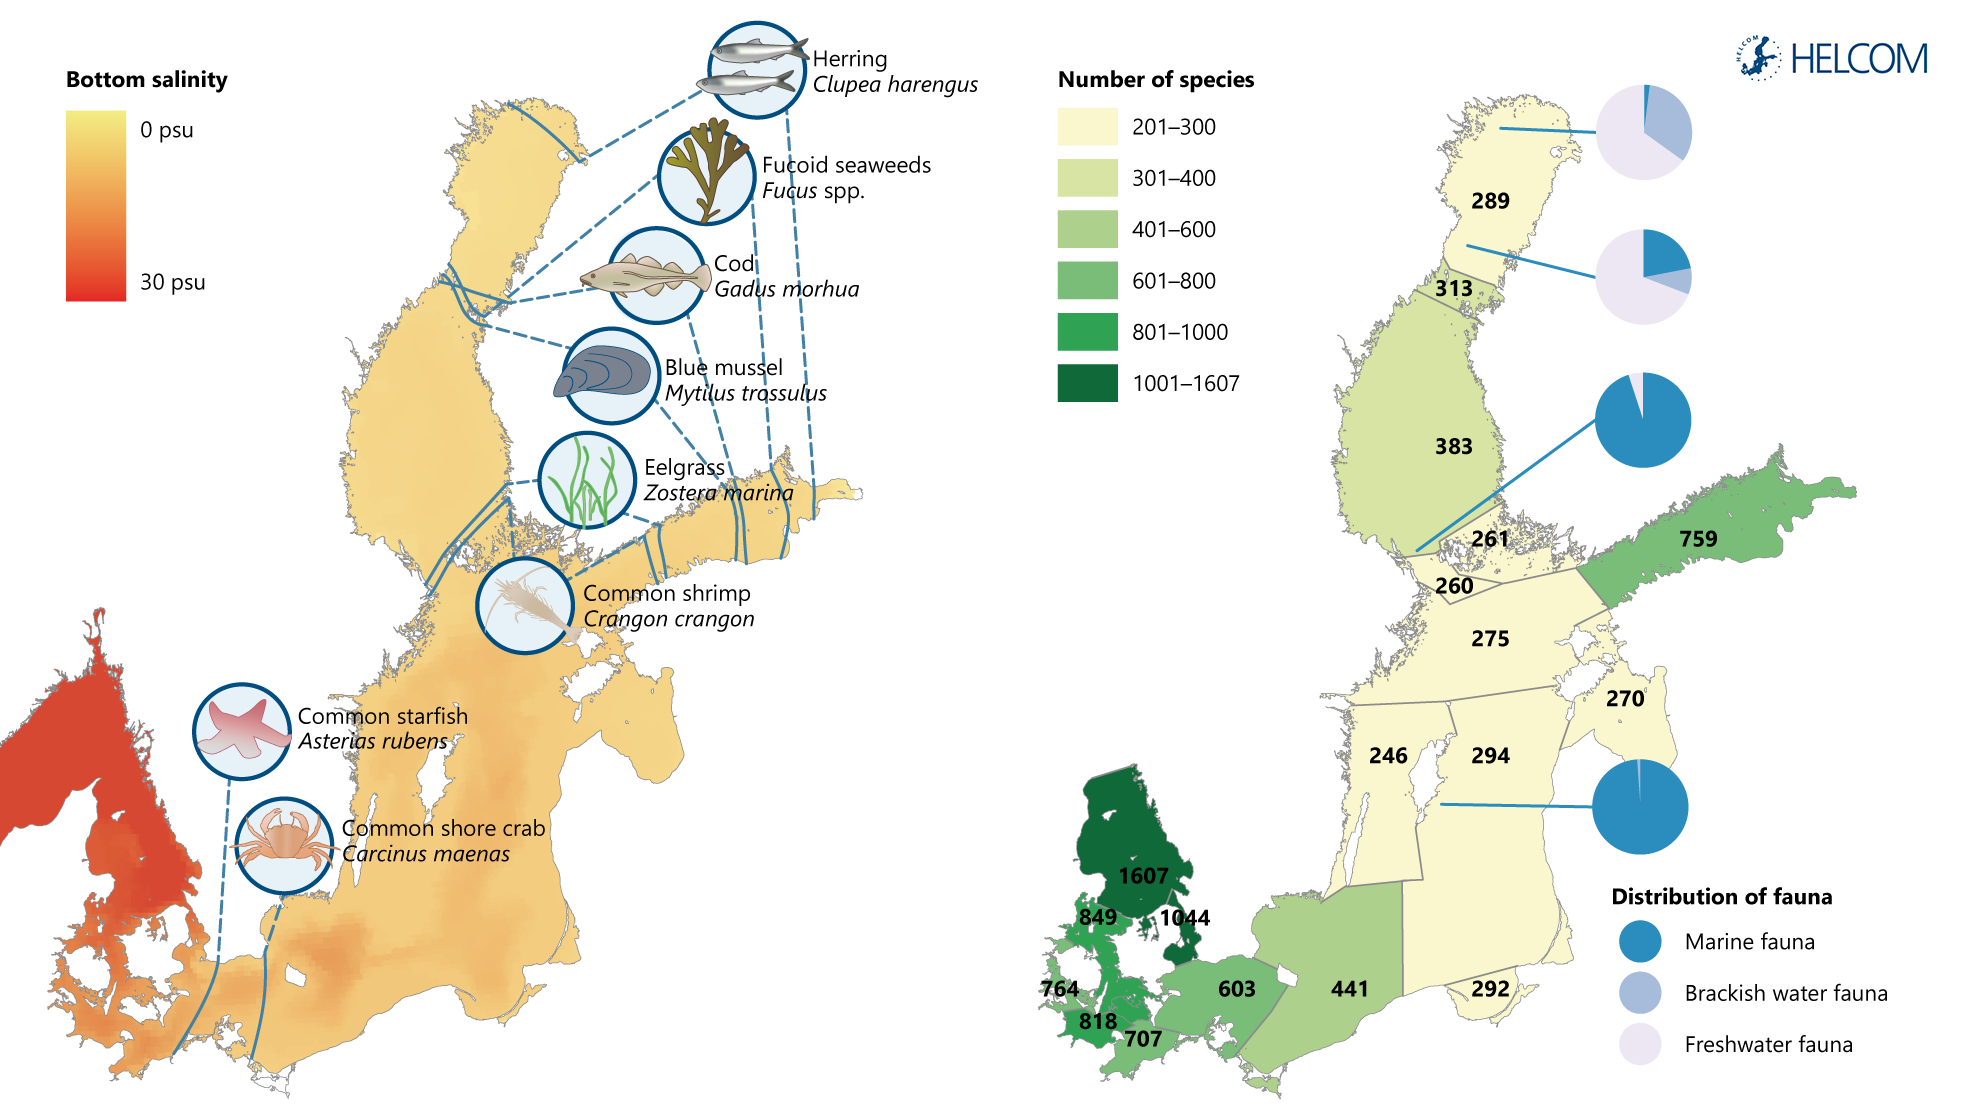 Bottom salinity
0 psu
30 psu
Herring
Clupea harengus
Fucoid seaweeds
Fucus spp.
Cod
Gadus morhua
Blue mussel
Mytilus trossulus
Eelgrass
Zostera marina
Common shrimp
Crangon crangon
Common starfish
Asterias rubens
Common shore crab
Carcinus maenas
Number of species
201–300
301–400
401–600
601–800
801–1000
1001–1607
HELCOM
HELCOM
289
313
383
261
759
260
275
270
246
294
1607
849
1044
764
603
441
292
818
707
Distribution of fauna
Marine fauna
Brackish water fauna
Freshwater fauna